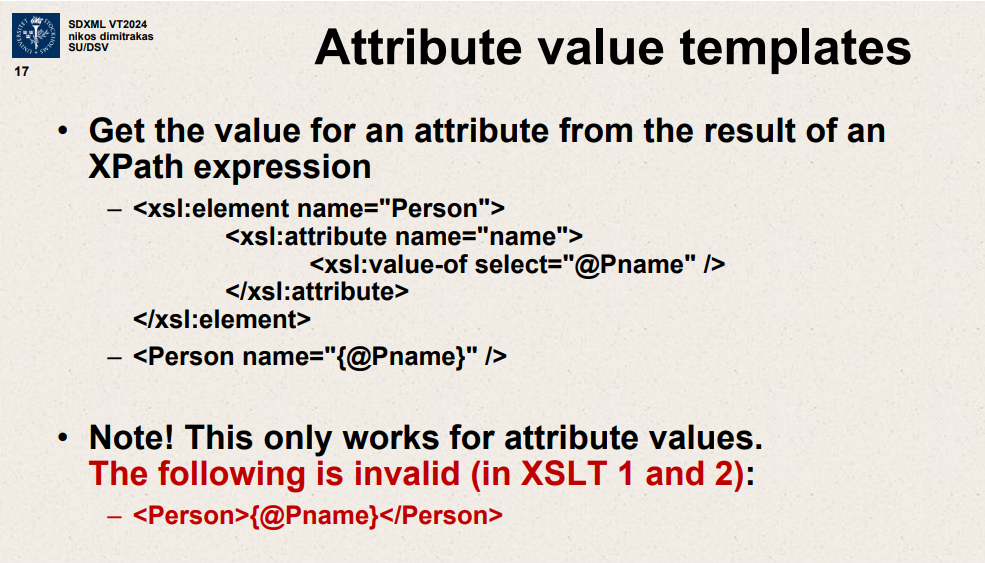 SDXML VT2024
nikos dimitrakas
SU/DSV
17
Attribute value templates
• Get the value for an attribute from the result of an
XPath expression
– <xsl:element name="Person">
<xsl:attribute name="name">
<xsl:value-of select="@Pname" />
</xsl:attribute>
</xsl:element>
– <Person name="{@Pname}" />
• Note! This only works for attribute values.
The following is invalid (in XSLT 1 and 2):
– <Person>{@Pname}</Person>